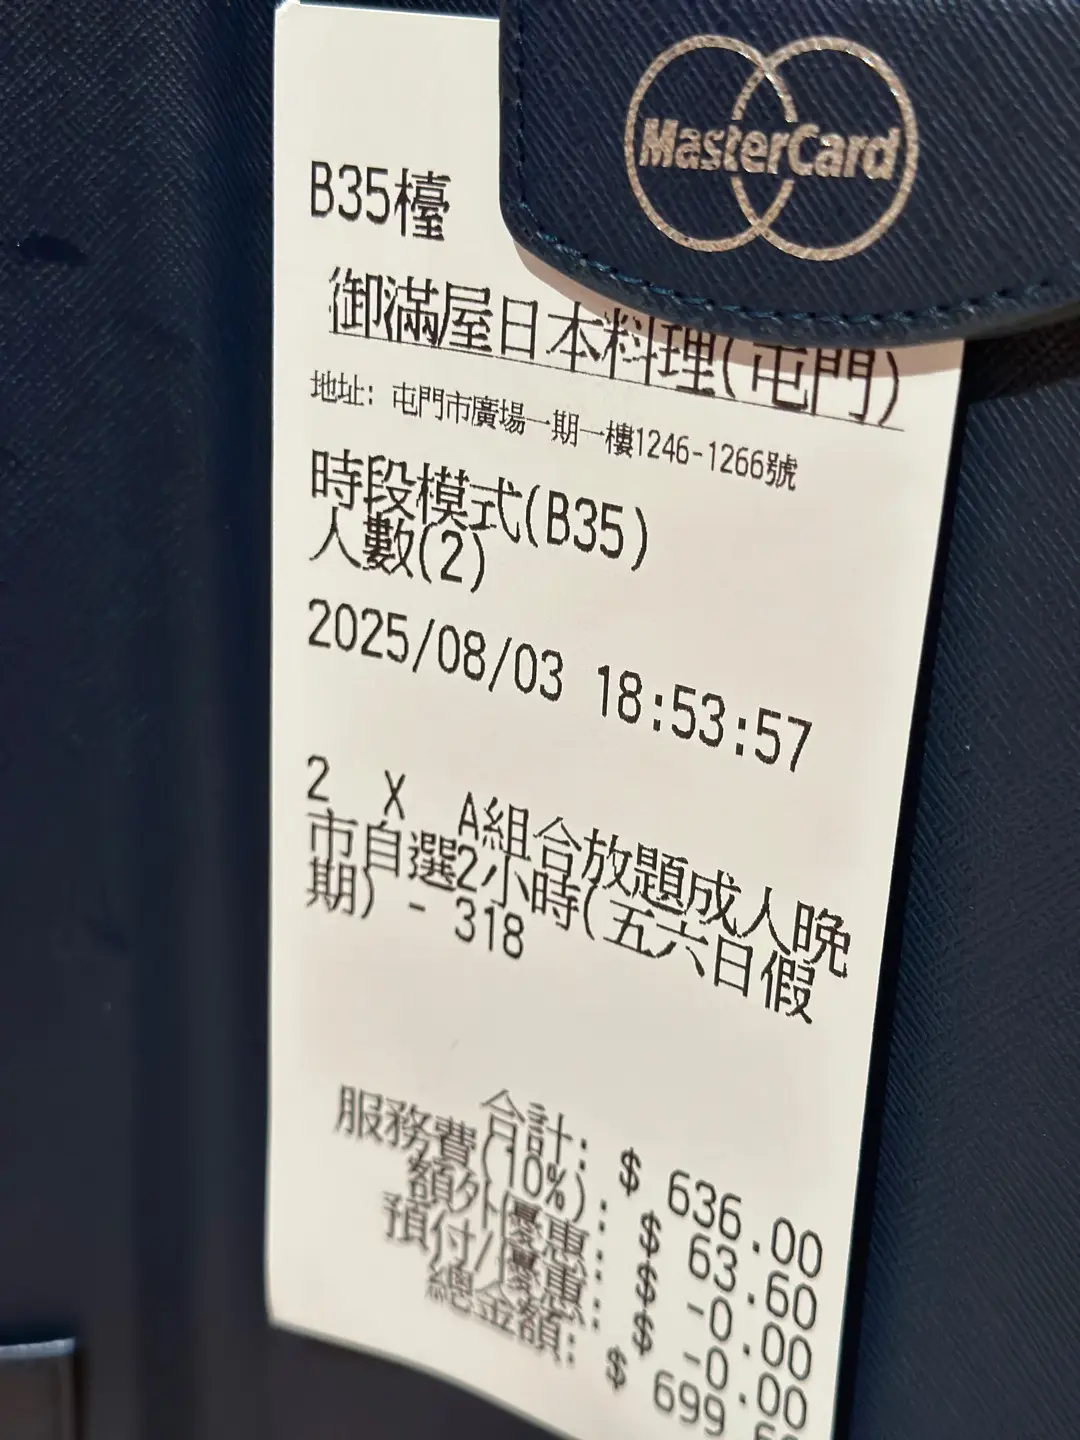 MasterCard
B35檯
御滿屋日本料理(屯門)
地址: 屯門市廣場一期一樓1246-1266號
時段模式(B35)
人數(2)
2025/08/03 18:53:57
2 X A組合放題成人晚
市自選2小時(五六日假
期) - 318
合計: $ 636.00
服務費(10%): $ 63.60
額外優惠: $ -0.00
預付/優惠: $ -0.00
總金額: $ 699.60